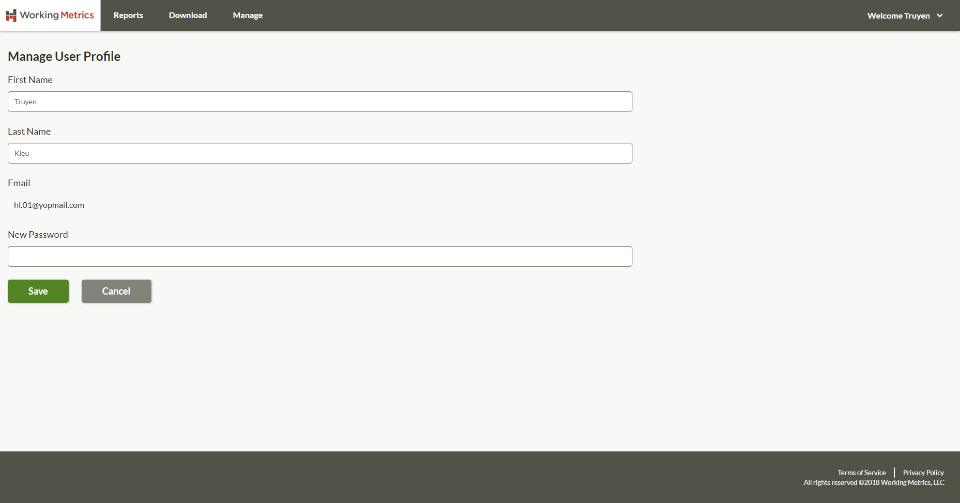 Working Metrics Reports Download Manage Welcome Truyen
Manage User Profile
First Name
Truyen
Last Name
Kleu
Email
hl.01@yopmail.com
New Password
Save Cancel
Terms of Service Privacy Policy
All rights reserved ©2018 Working Metrics, LLC